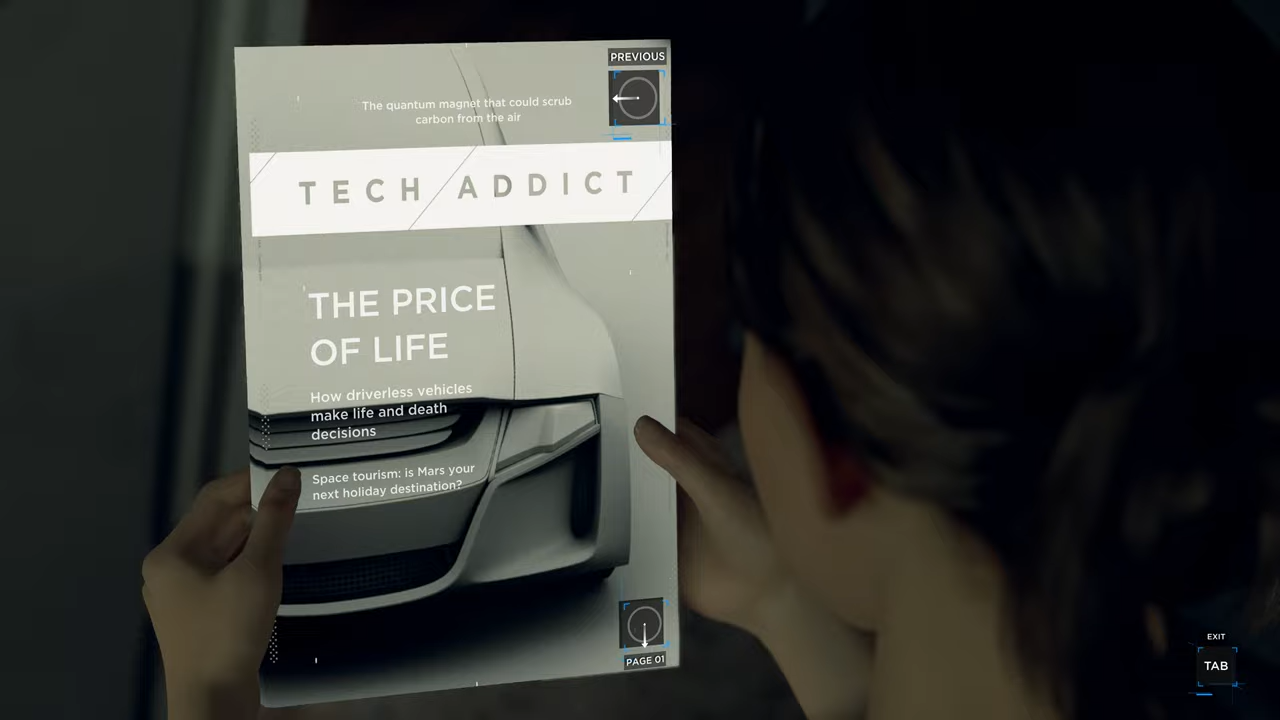 PREVIOUS
The quantum magnet that could scrub
carbon from the air
TECH ADDICT
THE PRICE
OF LIFE
How driverless vehicles
make life and death
decisions
Space tourism: is Mars your
next holiday destination?
PAGE 01
EXIT
TAB